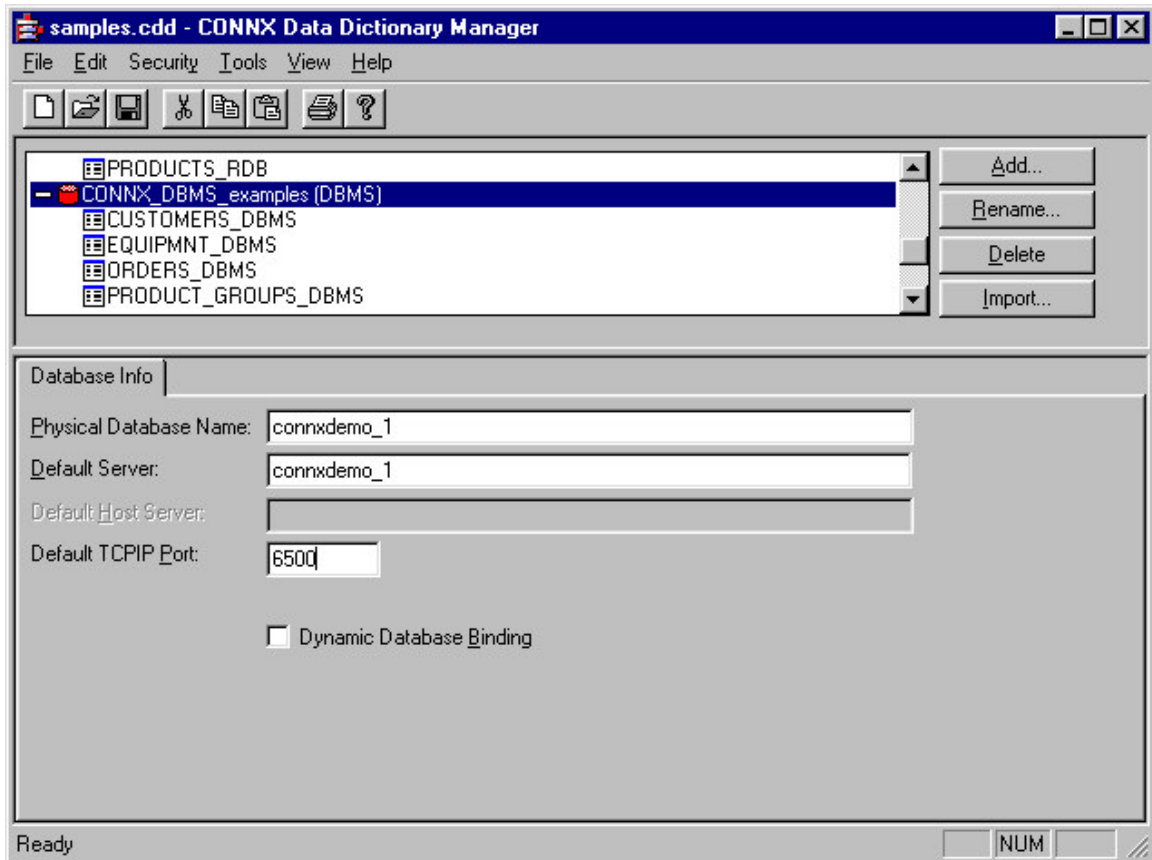 samples.cdd - CONNX Data Dictionary Manager
File Edit Security Tools View Help
PRODUCTS_RDB
CONNX_DBMS_examples (DBMS)
CUSTOMERS_DBMS
EQUIPMNT_DBMS
ORDERS_DBMS
PRODUCT_GROUPS_DBMS
Add...
Rename...
Delete
Import...
Database Info
Physical Database Name: connxdemo_1
Default Server: connxdemo_1
Default Host Server:
Default TCPIP Port: 6500
Dynamic Database Binding
Ready NUM